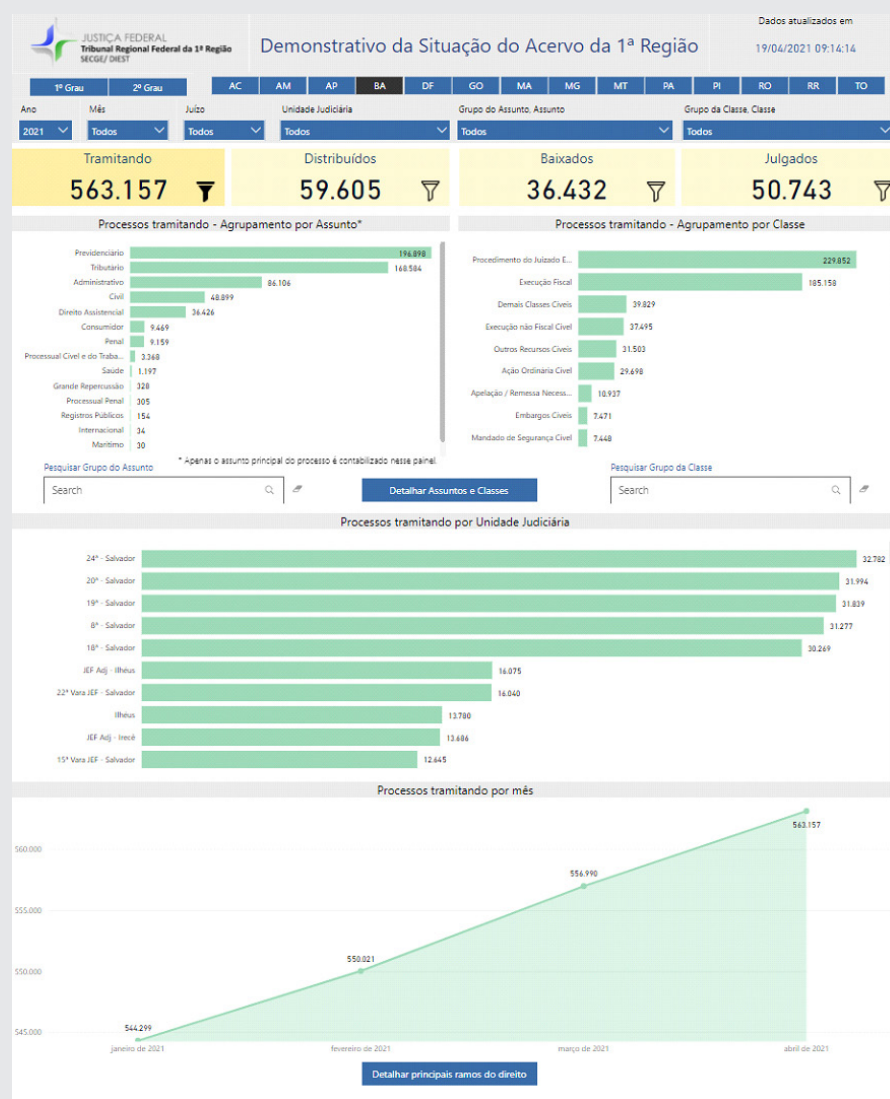 JUSTIÇA FEDERAL
Tribunal Regional Federal da 1ª Região
SECGE/ DIEST
Demonstrativo da Situação do Acervo da 1ª Região
Dados atualizados em
19/04/2021 09:14:14
1º Grau 2º Grau AC AM AP BA DF GO MA MG MT PA PI RO RR TO
Ano Mês Juízo Unidade Judiciária Grupo do Assunto, Assunto Grupo da Classe, Classe
2021 Todos Todos Todos Todos Todos
Tramitando Distribuídos Baixados Julgados
563.157 59.605 36.432 50.743
Processos tramitando - Agrupamento por Assunto*
Previdenciário 196.898
Tributário 168.584
Administrativo 86.106
Civil 48.899
Direito Assistencial 36.426
Consumidor 9.469
Penal 9.159
Processual Cível e do Traba... 3.368
Saúde 1.197
Grande Repercussão 328
Processual Penal 305
Registros Públicos 154
Internacional 34
Marítimo 30
* Apenas o assunto principal do processo é contabilizado nesse painel.
Processos tramitando - Agrupamento por Classe
Procedimento do Juizado E... 229.852
Execução Fiscal 185.158
Demais Classes Cíveis 39.829
Execução não Fiscal Cível 37.495
Outros Recursos Cíveis 31.503
Ação Ordinária Cível 29.698
Apelação / Remessa Necess... 10.937
Embargos Cíveis 7.471
Mandado de Segurança Cível 7.448
Pesquisar Grupo do Assunto
Search
Detalhar Assuntos e Classes
Pesquisar Grupo da Classe
Search
Processos tramitando por Unidade Judiciária
24ª - Salvador 32.782
20ª - Salvador 31.994
19ª - Salvador 31.839
8ª - Salvador 31.277
18ª - Salvador 30.269
JEF Adj - Ilhéus 16.075
22ª Vara JEF - Salvador 16.040
Ilhéus 13.780
JEF Adj - Irecê 13.686
15ª Vara JEF - Salvador 12.645
Processos tramitando por mês
563.157
560.000
556.990
555.000
550.021
550.000
544.299
545.000
janeiro de 2021 fevereiro de 2021 março de 2021 abril de 2021
Detalhar principais ramos do direito